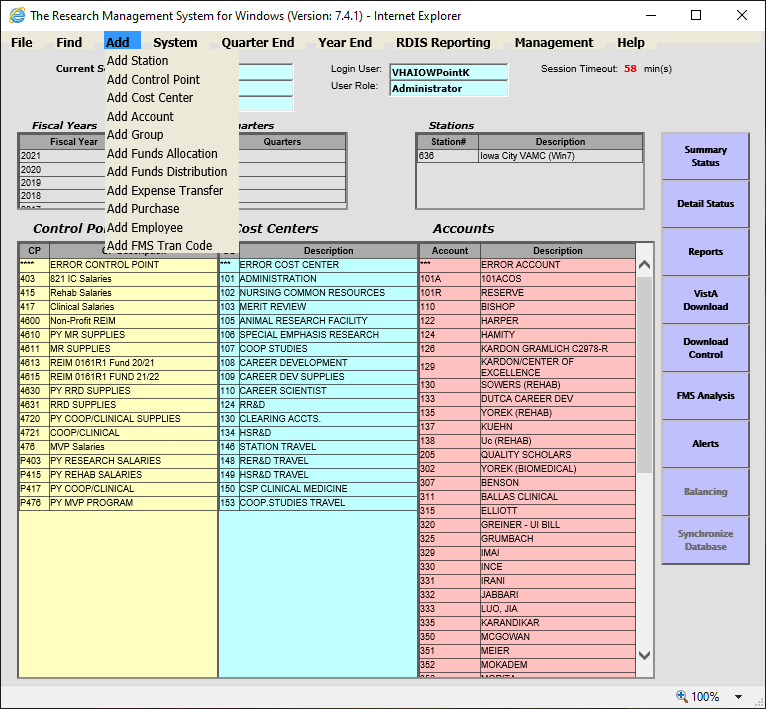 The Research Management System for Windows (Version: 7.4.1) - Internet Explorer
File Find Add System Quarter End Year End RDIS Reporting Management Help
Add Station
Add Control Point
Add Cost Center
Add Account
Add Group
Add Funds Allocation
Add Funds Distribution
Add Expense Transfer
Add Purchase
Add Employee
Add FMS Tran Code
Login User: VHAIOWPointK Session Timeout: 58 min(s)
User Role: Administrator
Fiscal Years
Fiscal Year
2021
2020
2019
2018
Quarters
Stations
Station# Description
636 Iowa City VAMC (Win7)
Control
CP
**** ERROR CONTROL POINT
403 821 IC Salaries
415 Rehab Salaries
417 Clinical Salaries
4600 Non-Profit REIM
4610 PY MR SUPPLIES
4611 MR SUPPLIES
4613 REIM 0161R1 Fund 20/21
4615 REIM 0161R1 FUND 21/22
4630 PY RRD SUPPLIES
4631 RRD SUPPLIES
4720 PY COOP/CLINICAL SUPPLIES
4721 COOP/CLINICAL
476 MVP Salaries
P403 PY RESEARCH SALARIES
P415 PY REHAB SALARIES
P417 PY COOP/CLINICAL
P476 PY MVP PROGRAM
Cost Centers
Description
*** ERROR COST CENTER
101 ADMINISTRATION
102 NURSING COMMON RESOURCES
103 MERIT REVIEW
105 ANIMAL RESEARCH FACILITY
106 SPECIAL EMPHASIS RESEARCH
107 COOP STUDIES
108 CAREER DEVELOPMENT
109 CAREER DEV SUPPLIES
110 CAREER SCIENTIST
124 RR&D
130 CLEARING ACCTS.
134 HSR&D
146 STATION TRAVEL
148 RER&D TRAVEL
149 HSR&D TRAVEL
150 CSP CLINICAL MEDICINE
153 COOP.STUDIES TRAVEL
Accounts
Account Description
*** ERROR ACCOUNT
101A 101ACOS
101R RESERVE
110 BISHOP
122 HARPER
124 HAMITY
126 KARDON GRAMLICH C2978-R
129 KARDON/CENTER OF
EXCELLENCE
130 SOWERS (REHAB)
133 DUTCA CAREER DEV
135 YOREK (REHAB)
137 KUEHN
138 Uc (REHAB)
205 QUALITY SCHOLARS
302 YOREK (BIOMEDICAL)
307 BENSON
311 BALLAS CLINICAL
315 ELLIOTT
320 GREINER - UI BILL
325 GRUMBACH
329 IMAI
330 INCE
331 IRANI
332 JABBARI
333 LUO, JIA
335 KARANDIKAR
350 MCGOWAN
351 MEIER
352 MOKADEM
Summary
Status
Detail Status
Reports
VistA
Download
Download
Control
FMS Analysis
Alerts
Balancing
Synchronize
Database
100%